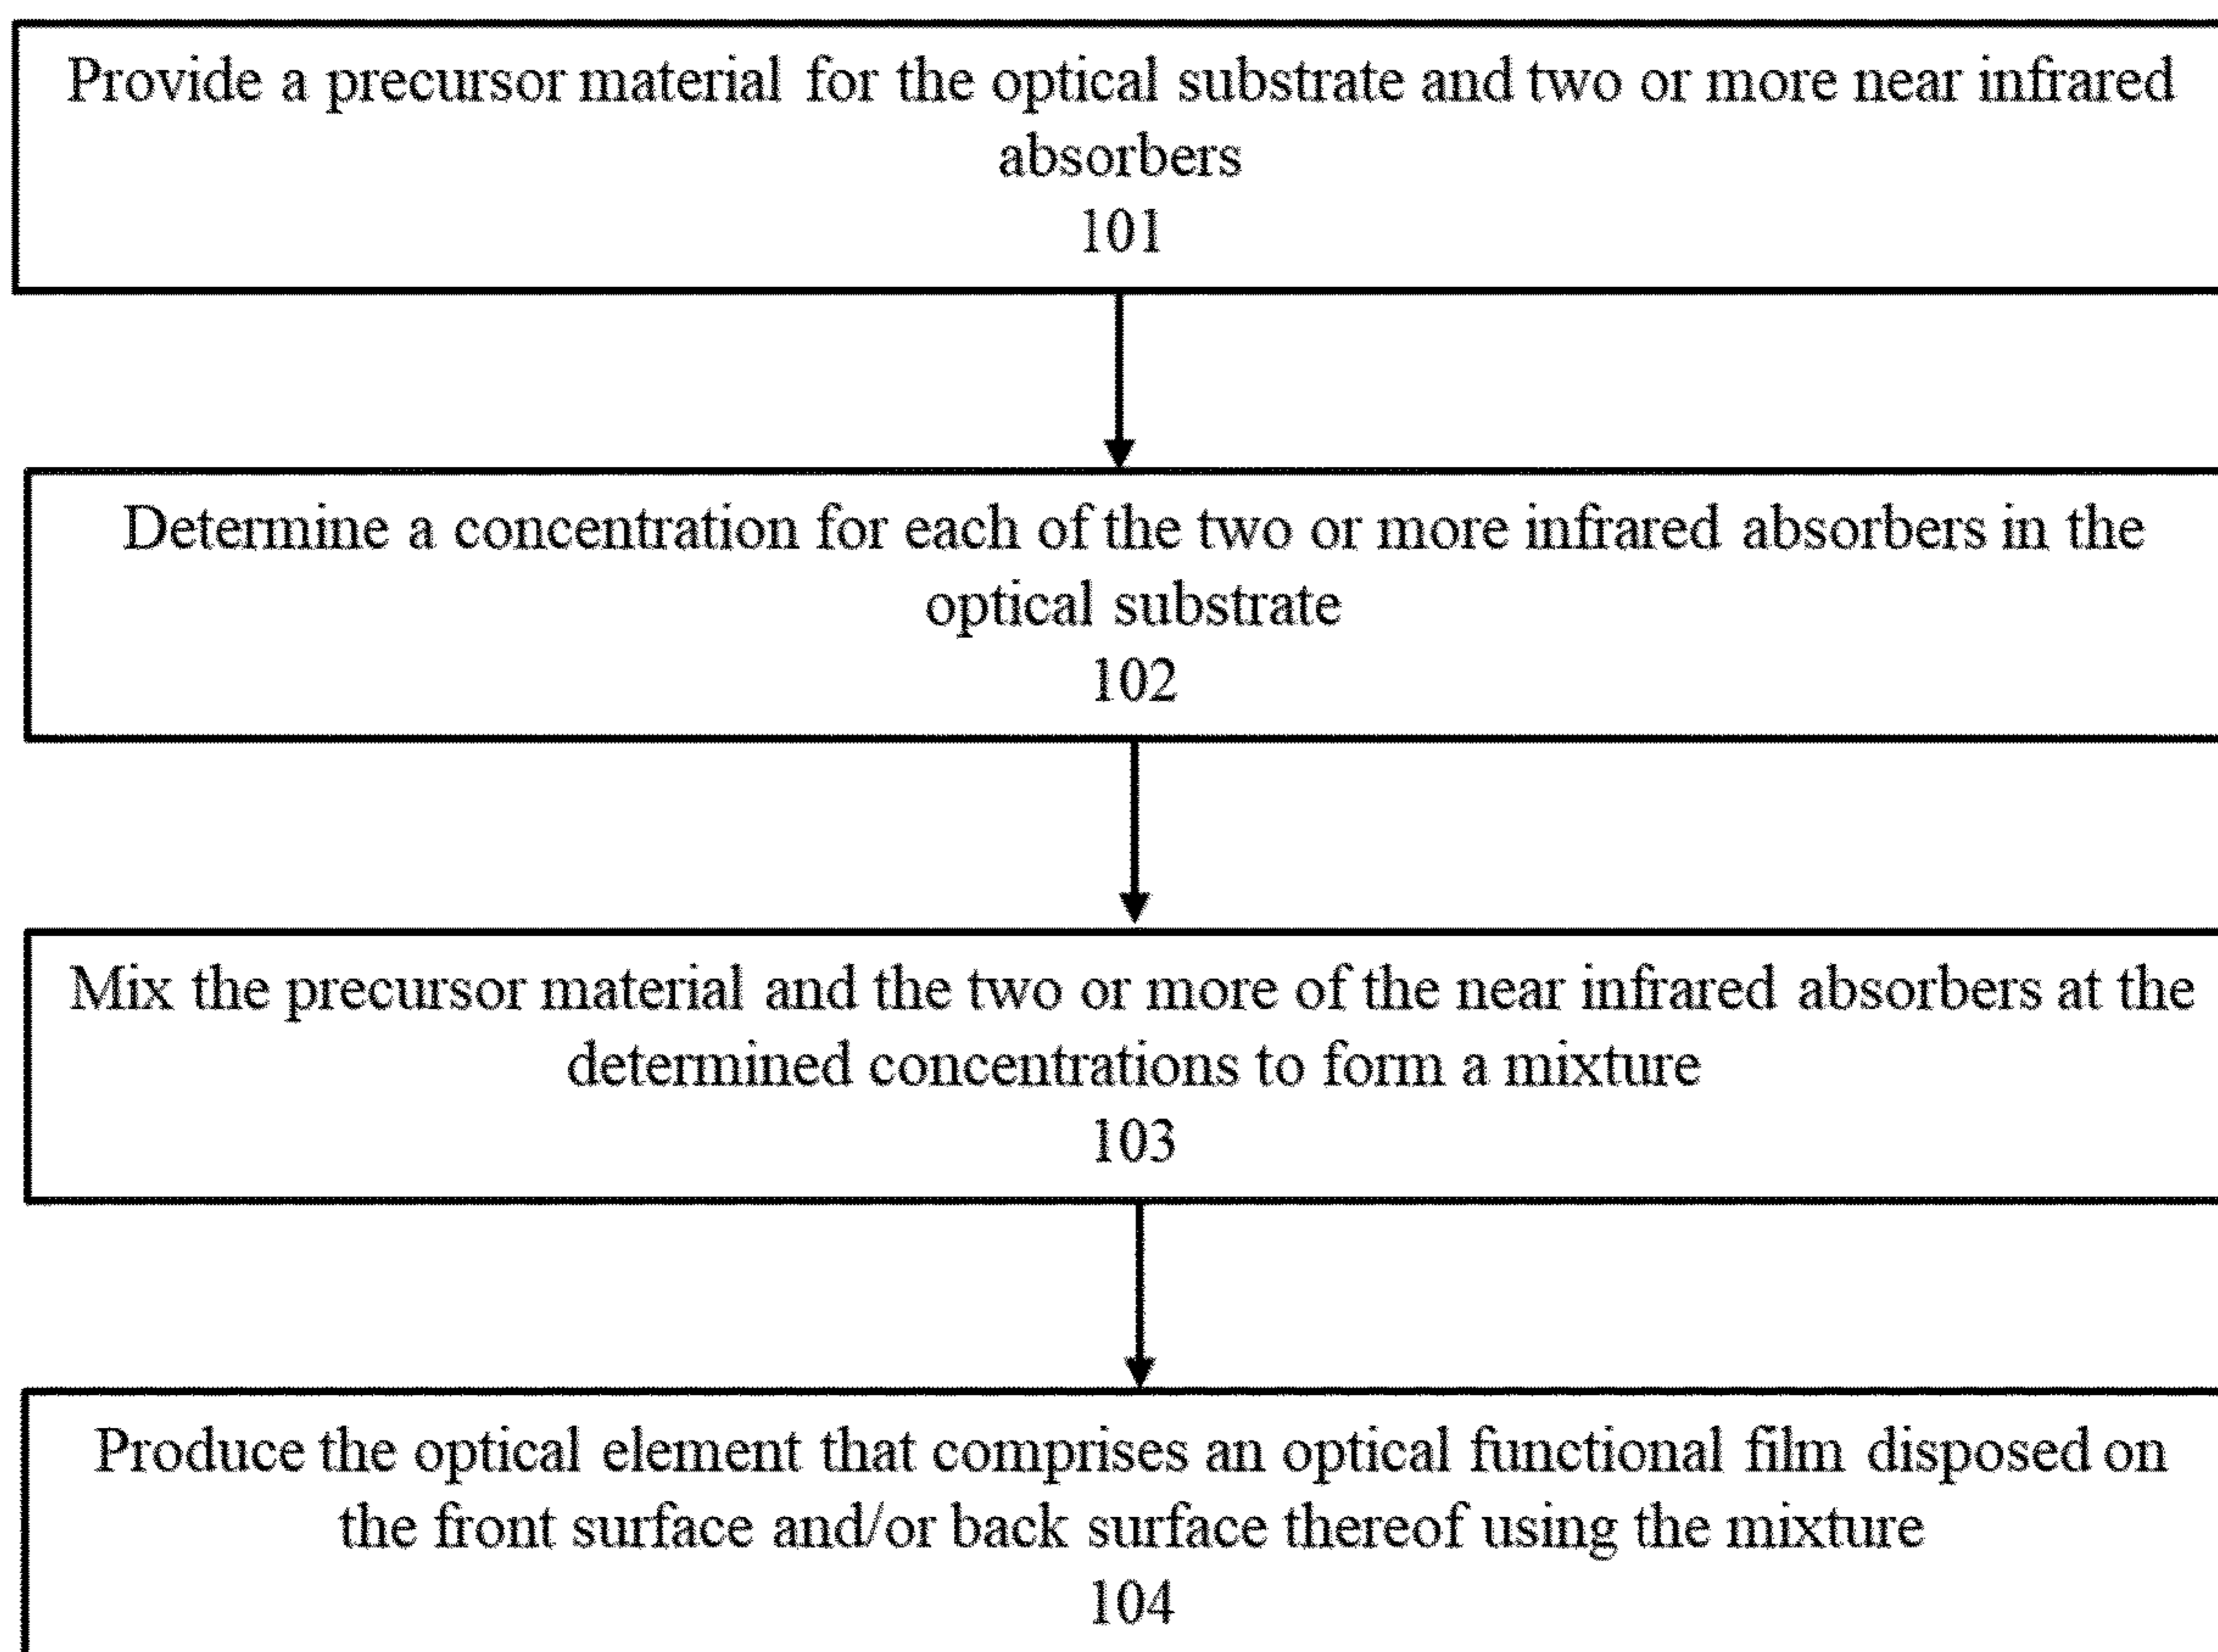 Provide a precursor material for the optical substrate and two or more near infrared
absorbers
101
Determine a concentration for each of the two or more infrared absorbers in the
optical substrate
102
Mix the precursor material and the two or more of the near infrared absorbers at the
determined concentrations to form a mixture
103
Produce the optical element that comprises an optical functional film disposed on
the front surface and/or back surface thereof using the mixture
104